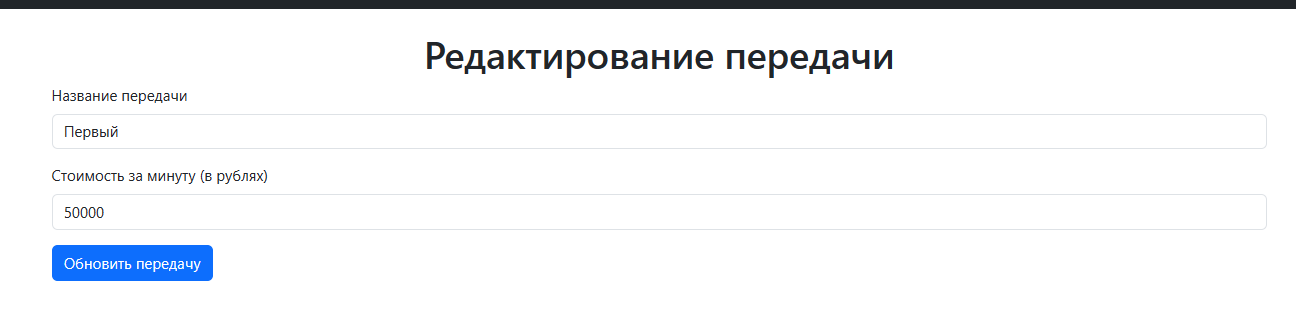 Редактирование передачи
Название передачи
Первый
Стоимость за минуту (в рублях)
50000
Обновить передачу